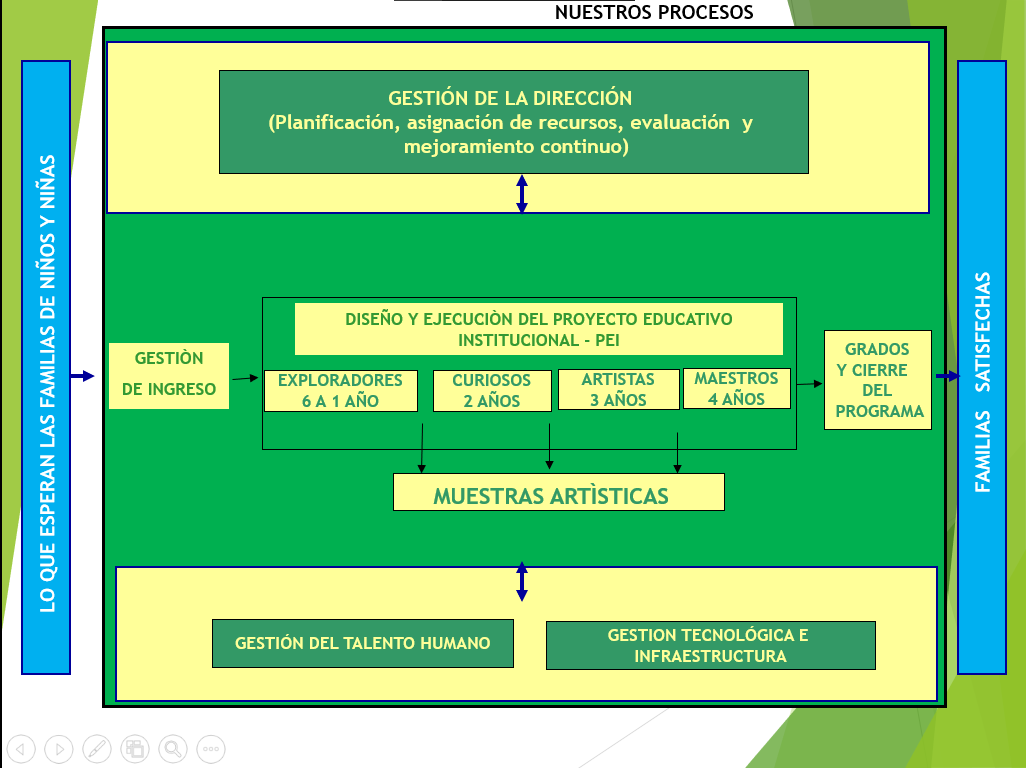 NUESTROS PROCESOS
GESTIÓN DE LA DIRECCIÓN
(Planificación, asignación de recursos, evaluación y
mejoramiento continuo)
LO QUE ESPERAN LAS FAMILIAS DE NIÑOS Y NIÑAS
GESTIÒN
DE INGRESO
DISEÑO Y EJECUCIÒN DEL PROYECTO EDUCATIVO
INSTITUCIONAL - PEI
EXPLORADORES
6 A 1 AÑO
CURIOSOS
2 AÑOS
ARTISTAS
3 AÑOS
MAESTROS
4 AÑOS
GRADOS
Y CIERRE
DEL
PROGRAMA
FAMILIAS SATISFECHAS
MUESTRAS ARTÌSTICAS
GESTIÓN DEL TALENTO HUMANO
GESTION TECNOLÓGICA E
INFRAESTRUCTURA